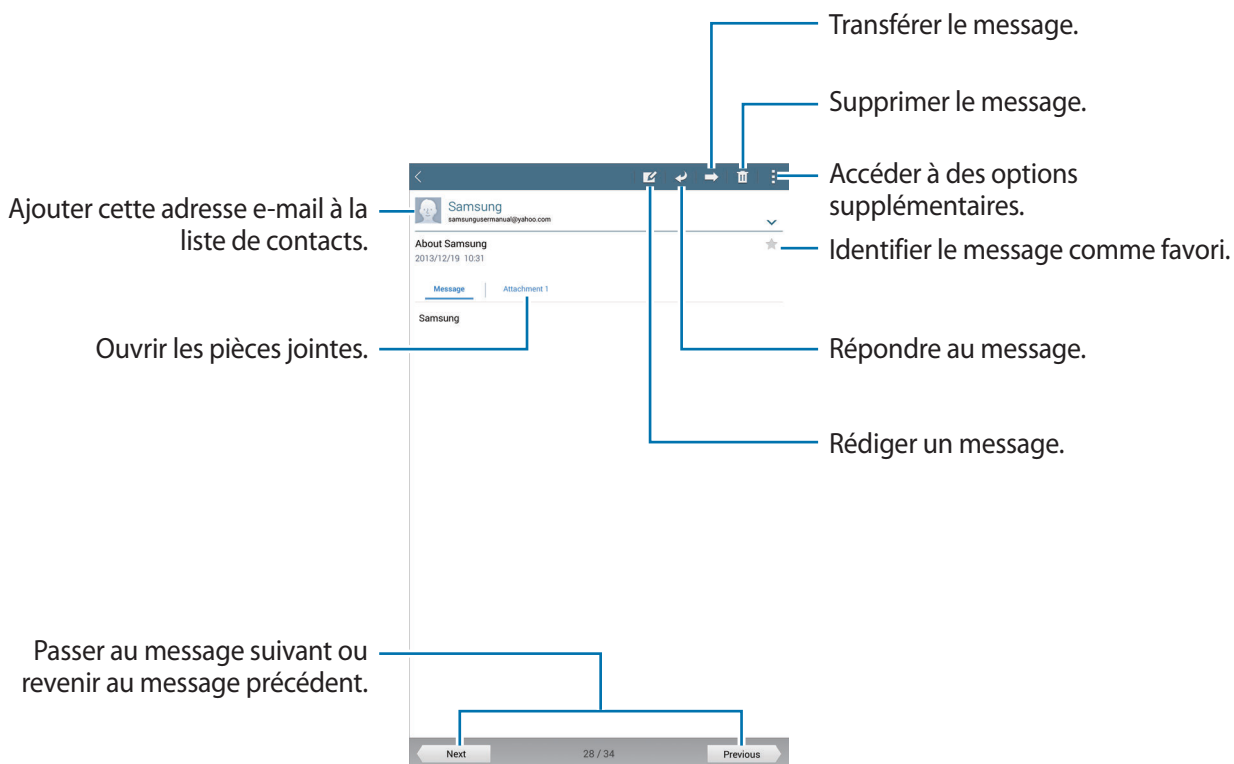 Transférer le message.
Supprimer le message.
Accéder à des options
supplémentaires.
Identifier le message comme favori.
Répondre au message.
Rédiger un message.
Ajouter cette adresse e-mail à la
liste de contacts.
Ouvrir les pièces jointes.
Passer au message suivant ou
revenir au message précédent.
Samsung
samsungusermanual@yahoo.com
About Samsung
2013/12/19 10:31
Message
Attachment 1
Samsung
Next
28 / 34
Previous